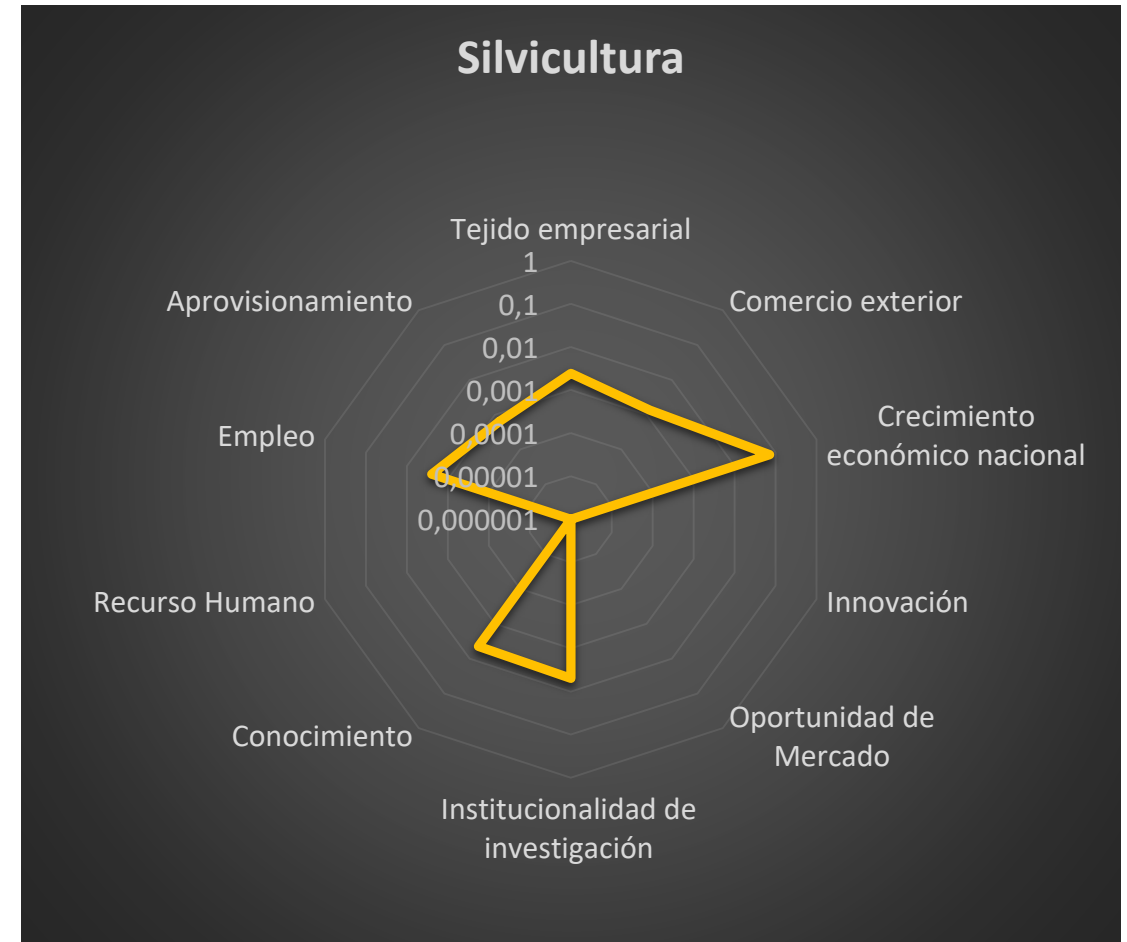 Silvicultura
Tejido empresarial
Comercio exterior
Crecimiento
económico nacional
Innovación
Oportunidad de
Mercado
Institucionalidad de
investigación
Conocimiento
Recurso Humano
Empleo
Aprovisionamiento
1
0,1
0,01
0,001
0,0001
0,00001
0,000001